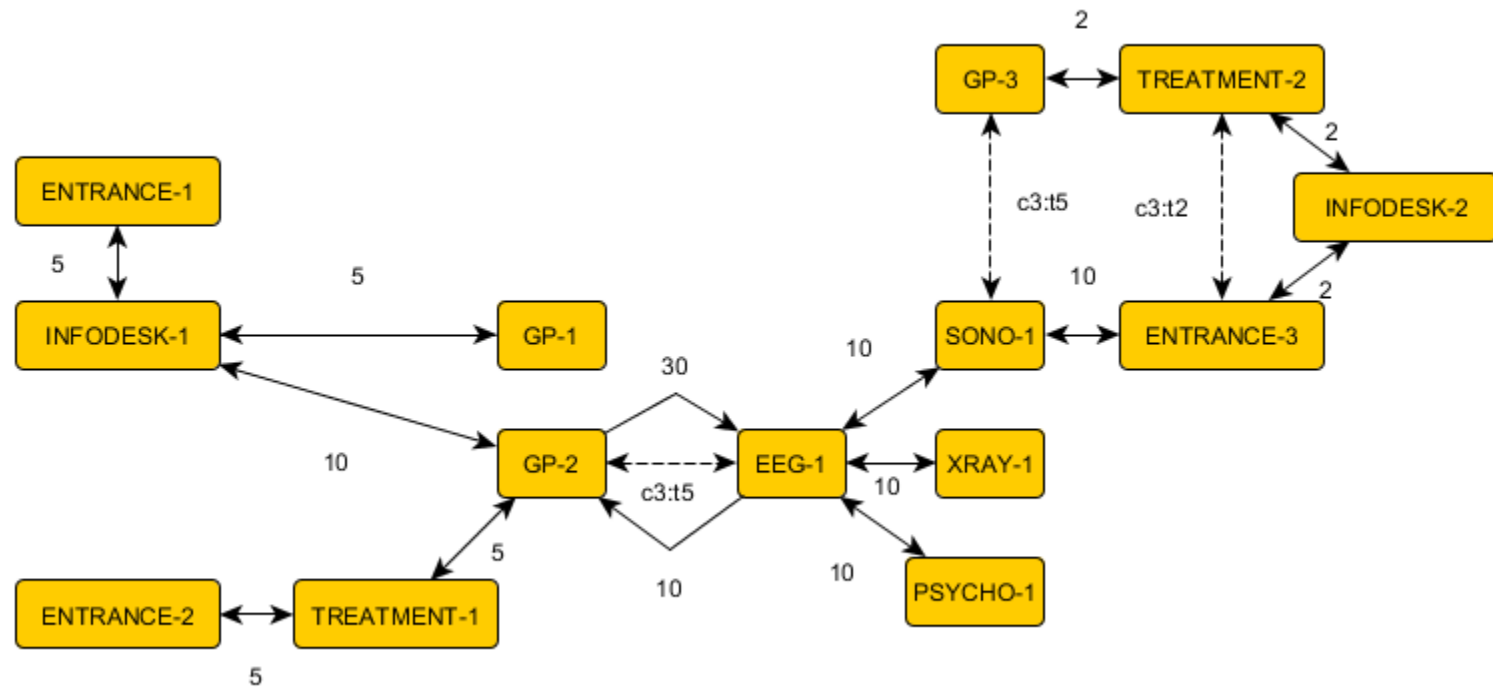 2
GP-3
TREATMENT-2
2
ENTRANCE-1
c3:t5
c3:t2
INFODESK-2
5
5
10
2
INFODESK-1
GP-1
SONO-1
ENTRANCE-3
30
10
10
GP-2
EEG-1
XRAY-1
c3:t5
10
5
10
10
PSYCHO-1
ENTRANCE-2
TREATMENT-1
5